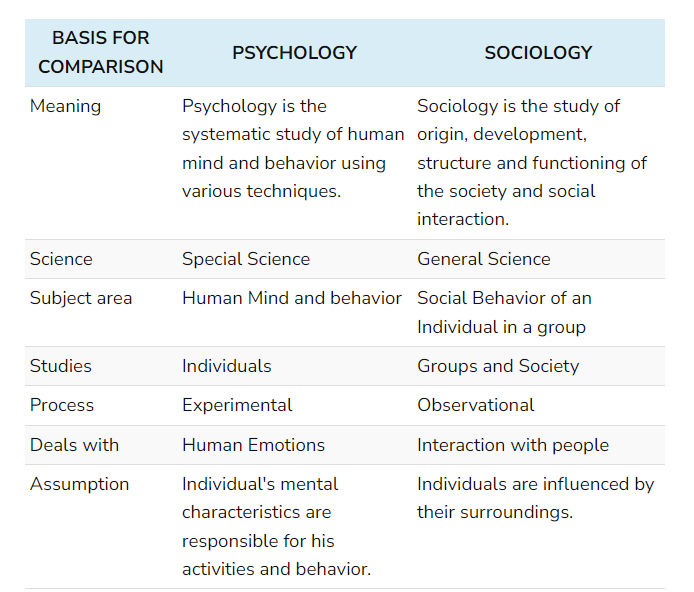 BASIS FOR
COMPARISON
PSYCHOLOGY
SOCIOLOGY
Meaning
Psychology is the
systematic study of human
mind and behavior using
various techniques.
Sociology is the study of
origin, development,
structure and functioning of
the society and social
interaction.
Science
Special Science
General Science
Subject area
Human Mind and behavior
Social Behavior of an
Individual in a group
Studies
Individuals
Groups and Society
Process
Experimental
Observational
Deals with
Human Emotions
Interaction with people
Assumption
Individual's mental
characteristics are
responsible for his
activities and behavior.
Individuals are influenced by
their surroundings.